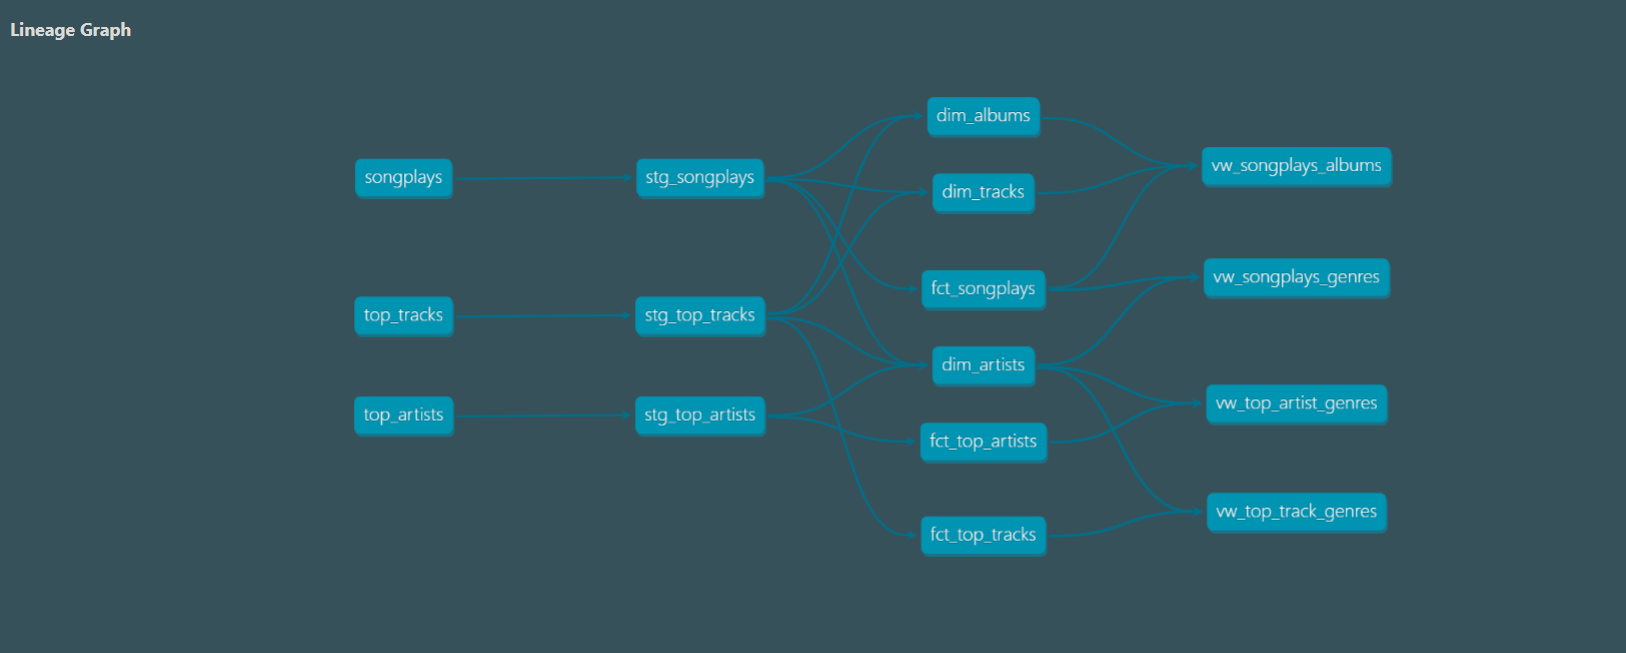 Lineage Graph
songplays
top_tracks
top_artists
stg_songplays
stg_top_tracks
stg_top_artists
dim_albums
dim_tracks
fct_songplays
dim_artists
fct_top_artists
fct_top_tracks
vw_songplays_albums
vw_songplays_genres
vw_top_artist_genres
vw_top_track_genres